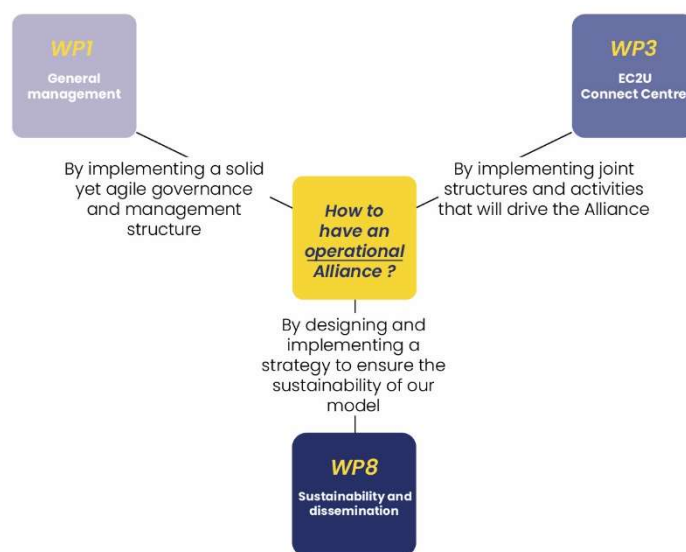 WP1
General
management
WP3
EC2U
Connect Centre
By implementing a solid
yet agile governance
and management
structure
By implementing joint
structures and activities
that will drive the Alliance
How to
have an
operational
Alliance ?
By designing and
implementing a
strategy to ensure the
sustainability of our
model
WP8
Sustainability and
dissemination